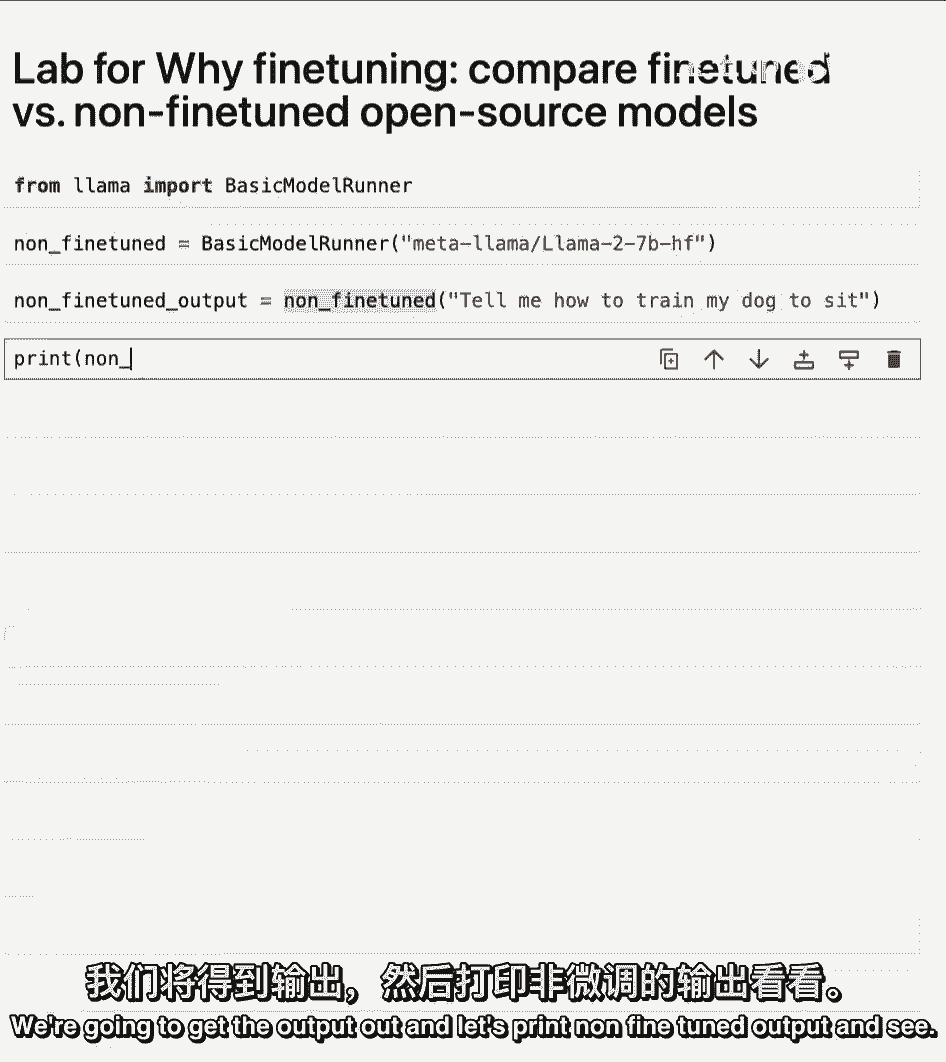 Lab for Why finetuning: compare finetuned
vs. non-finetuned open-source models
from llama import BasicModelRunner
non_finetuned = BasicModelRunner("meta-llama/Llama-2-7b-hf")
non_finetuned_output = non_finetuned("Tell me how to train my dog to sit")
print(non_
我们将得到输出，然后打印非微调的输出看看。
We're going to get the output out and let's print non fine tuned output and see.